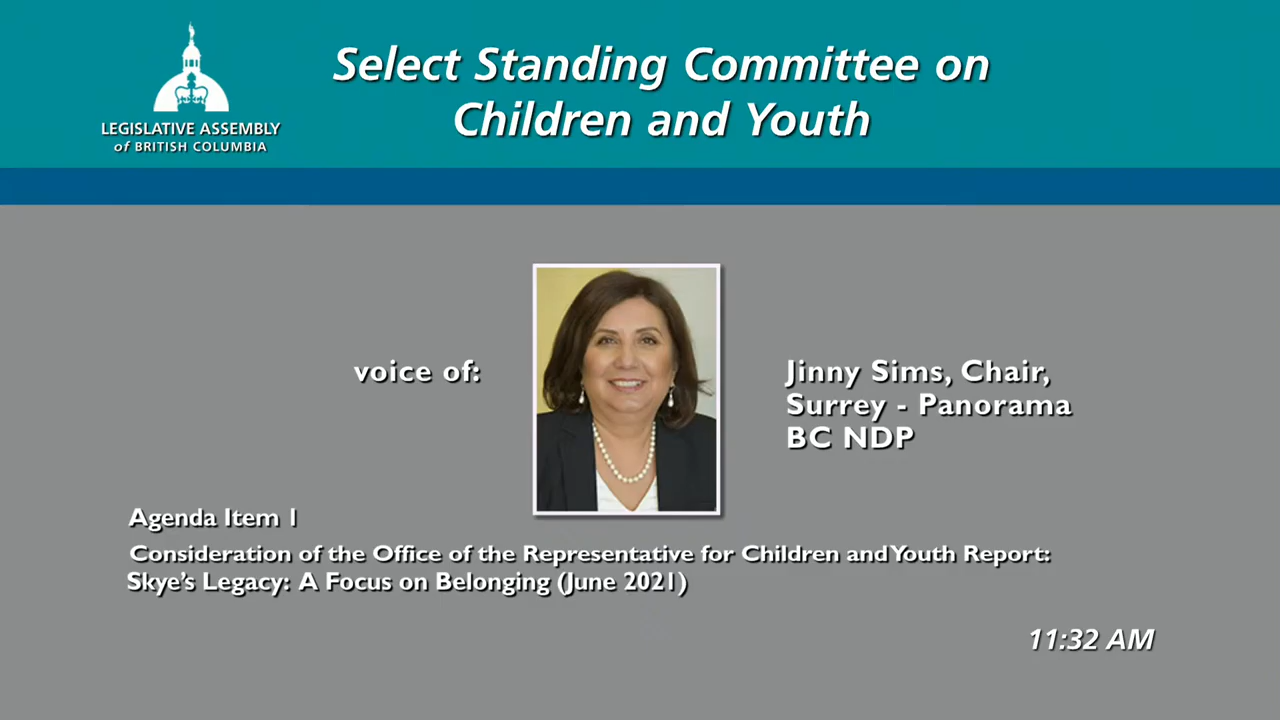 Select Standing Committee on
Children and Youth
LEGISLATIVE ASSEMBLY
of BRITISH COLUMBIA
voice of:
Jinny Sims, Chair,
Surrey - Panorama
BC NDP
Agenda Item 1
Consideration of the Office of the Representative for Children and Youth Report:
Skye's Legacy: A Focus on Belonging (June 2021)
11:32 AM